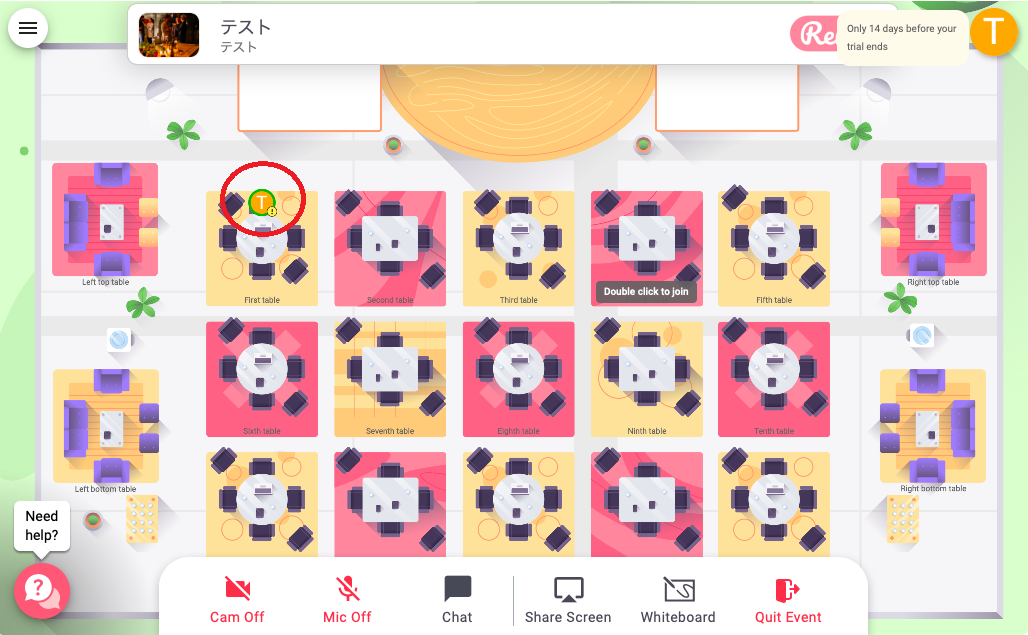 テスト
テスト
Re
Only 14 days before your
trial ends
T
T
Left top table
First table
Second table
Third table
Double click to join
Fifth table
Right top table
Sixth table
Seventh table
Eighth table
Ninth table
Tenth table
Left bottom table
Right bottom table
Need
help?
?
Cam Off
Mic Off
Chat
Share Screen
Whiteboard
Quit Event